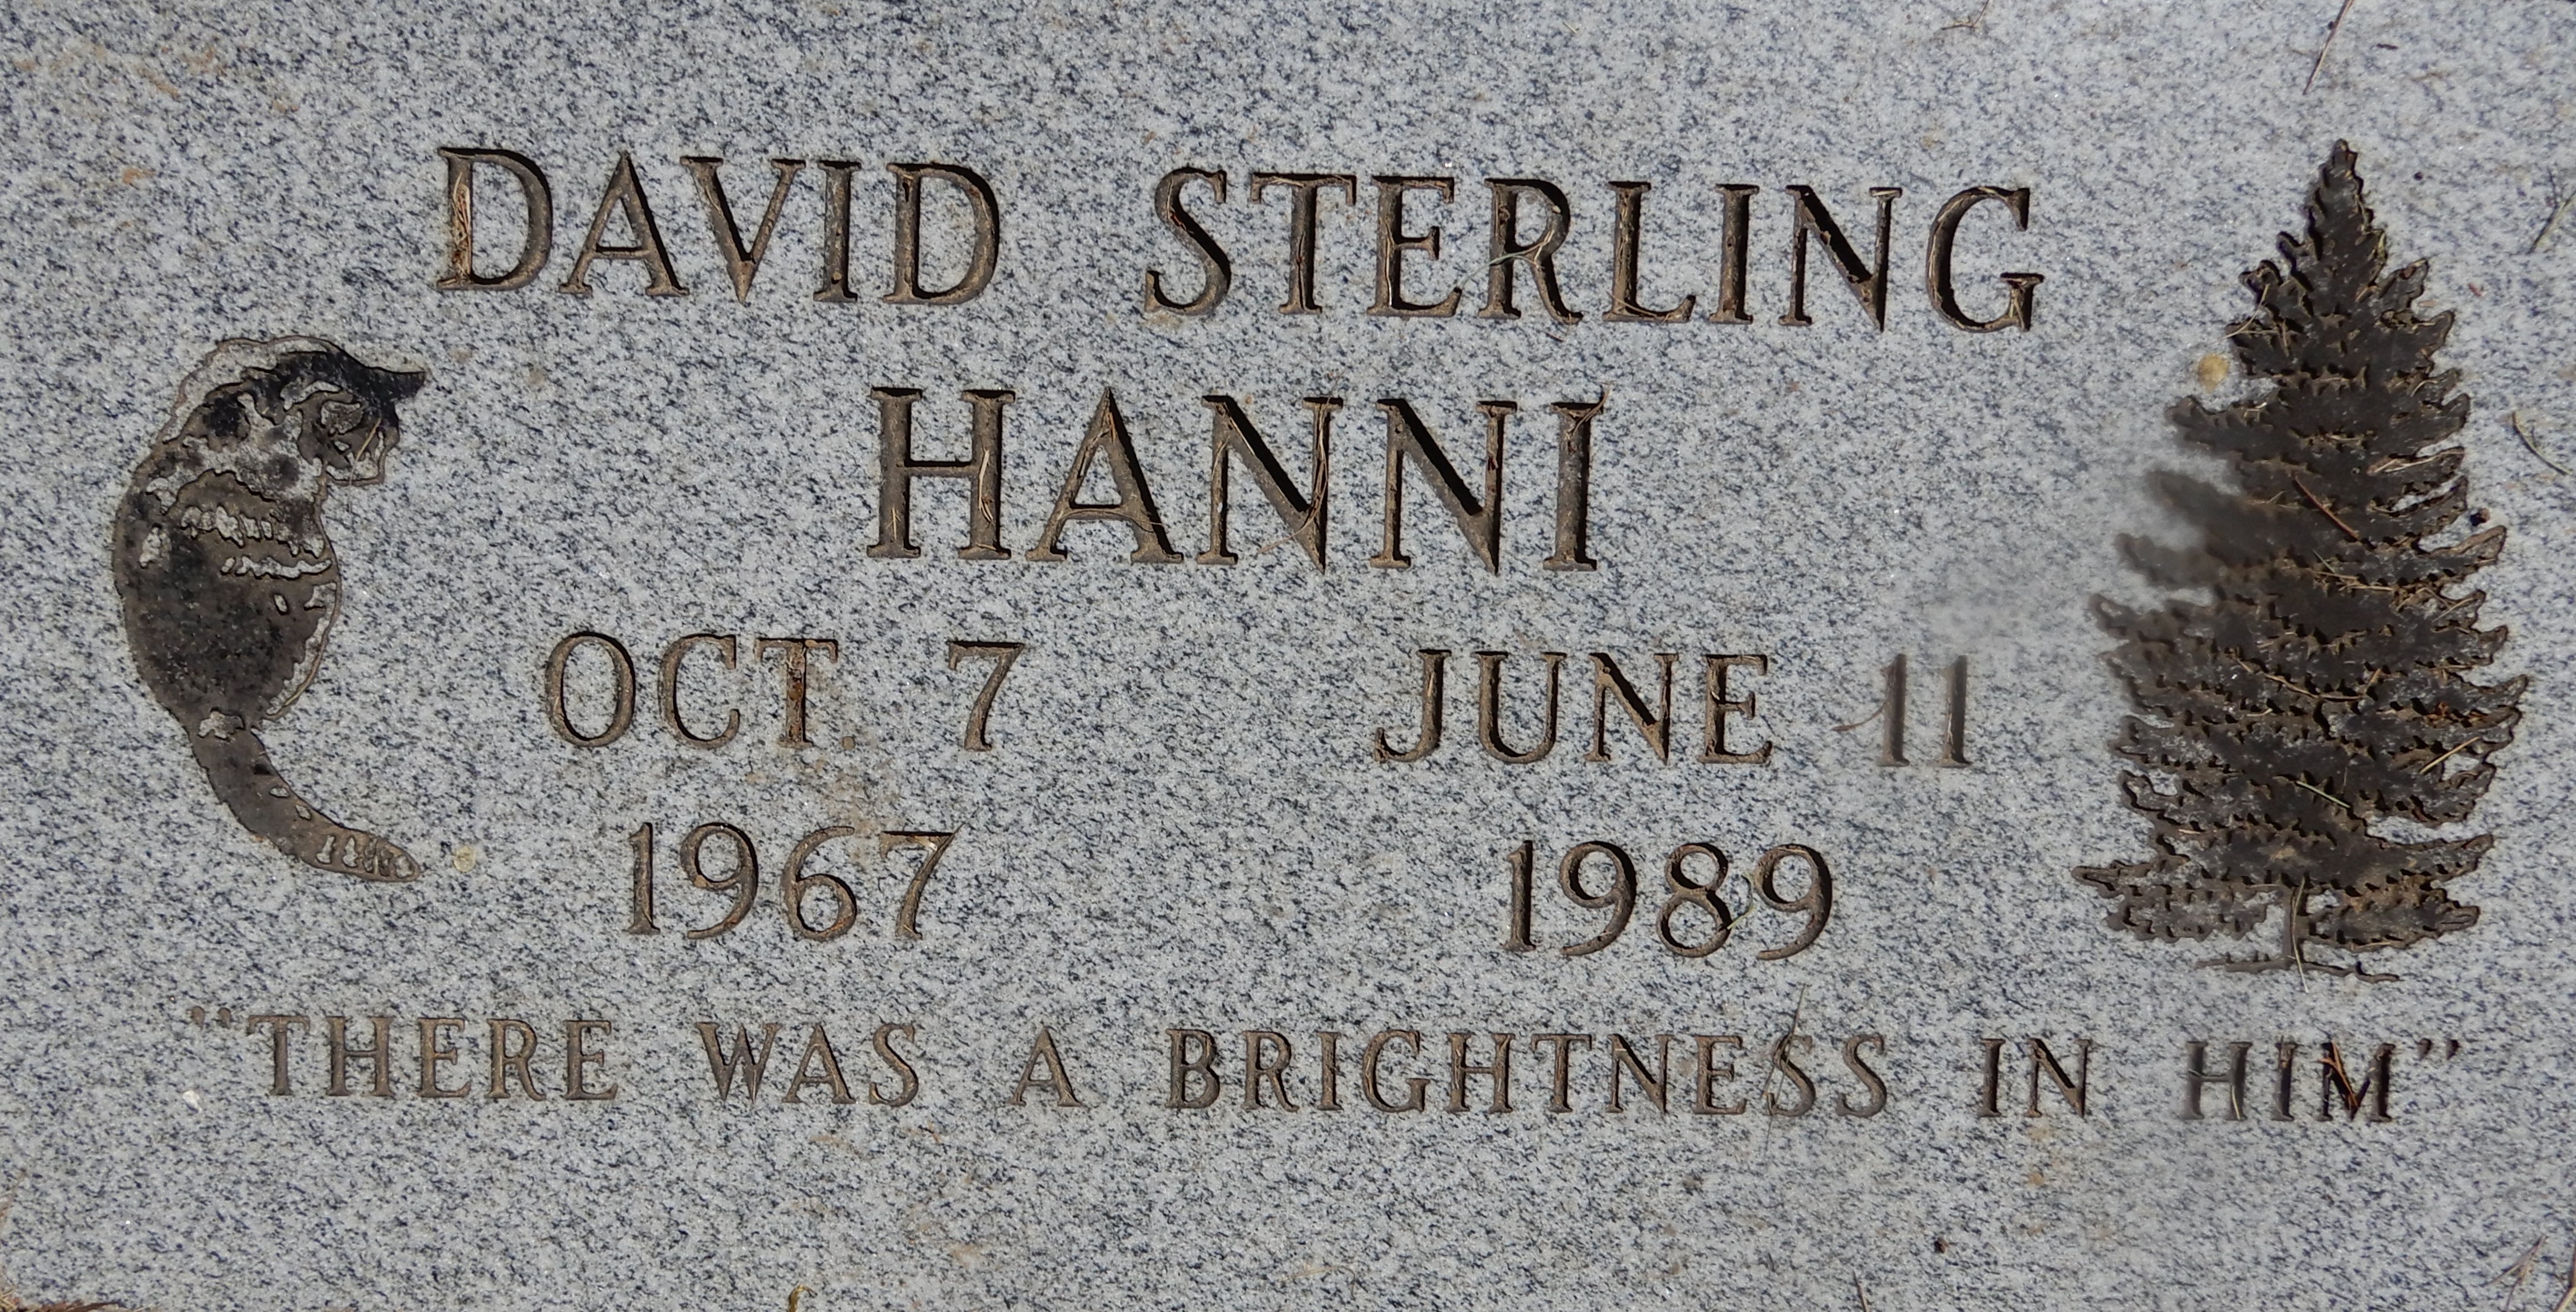 DAVID STERLING
HANNI
OCT 7 JUNE 11
1967 1989
"THERE WAS A BRIGHTNESS IN HIM"